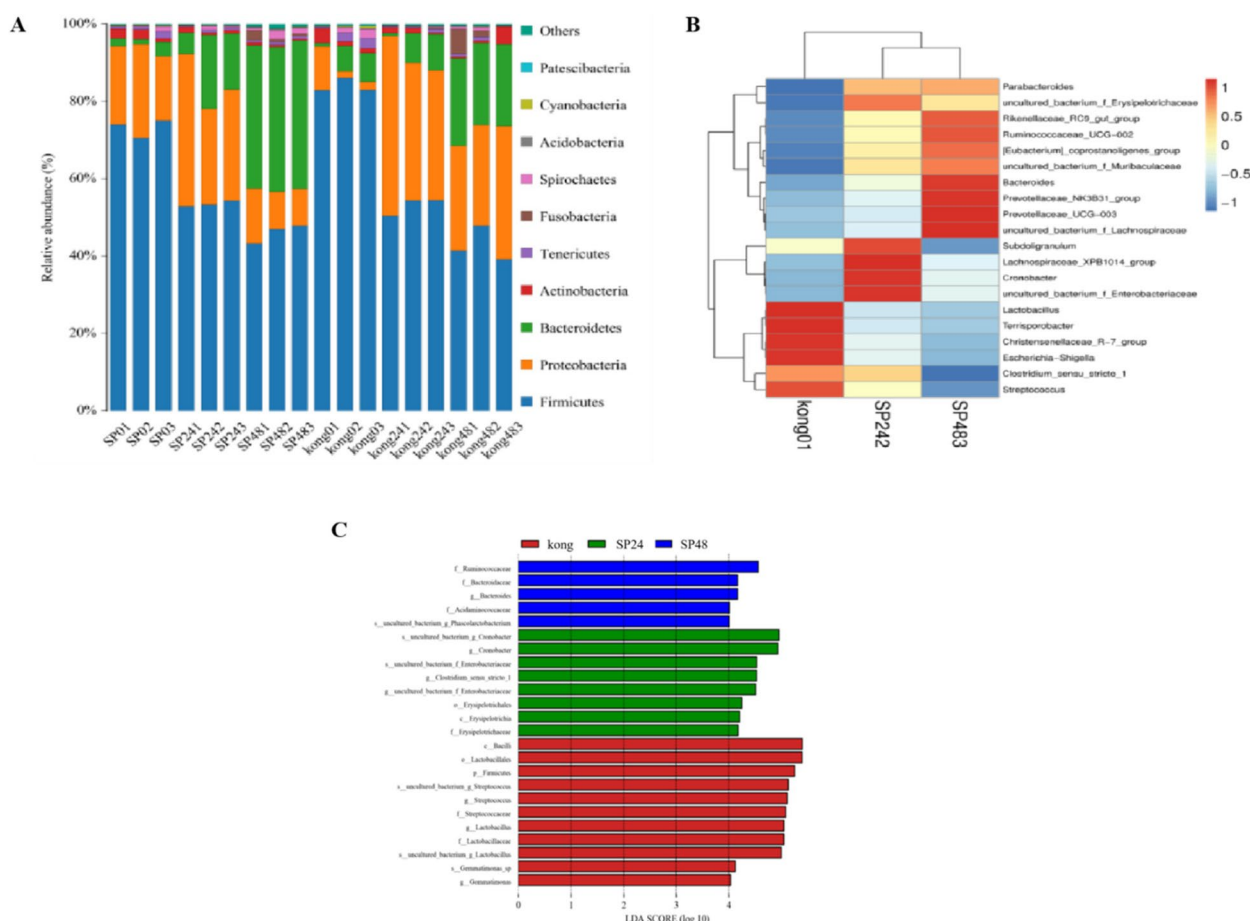 A
Relative abundance (%)
100%
80%
60%
40%
20%
0%
SP01
SP02
SP03
SP241
SP242
SP243
SP481
SP482
SP483
kong01
kong02
kong03
kong241
kong242
kong243
kong481
kong482
kong483
Others
Patescibacteria
Cyanobacteria
Acidobacteria
Spirochaetes
Fusobacteria
Tenericutes
Actinobacteria
Bacteroidetes
Proteobacteria
Firmicutes
B
Parabacteroides
uncultured_bacterium_f_Erysipelotrichaceae
Rikenellaceae_RC9_gut_group
Ruminococcaceae_UCG-002
[Eubacterium]_coprostanoligenes_group
uncultured_bacterium_f_Muribaculaceae
Bacteroides
Prevotellaceae_NK3B31_group
Prevotellaceae_UCG-003
uncultured_bacterium_f_Lachnospiraceae
Subdoligranulum
Lachnospiraceae_XPB1014_group
Cronobacter
uncultured_bacterium_f_Enterobacteriaceae
Lactobacillus
Terrisporobacter
Christensenellaceae_R-7_group
Escherichia-Shigella
Clostridium_sensu_stricto_1
Streptococcus
kong01
SP242
SP483
1
0.5
0
-0.5
-1
C
kong SP24 SP48
f__Ruminococcaceae
f__Bacteroidaceae
g__Bacteroides
f__Acidaminococcaceae
s__uncultured_bacterium_g_Phascolarctobacterium
s__uncultured_bacterium_g_Cronobacter
g__Cronobacter
s__uncultured_bacterium_f_Enterobacteriaceae
g__Clostridium_sensu_stricto_1
g__uncultured_bacterium_f_Enterobacteriaceae
o__Erysipelotrichales
c__Erysipelotrichia
f__Erysipelotrichaceae
c__Bacilli
o__Lactobacillales
p__Firmicutes
s__uncultured_bacterium_g_Streptococcus
g__Streptococcus
f__Streptococcaceae
g__Lactobacillus
f__Lactobacillaceae
s__uncultured_bacterium_g_Lactobacillus
s__Gemmatimonas_sp
g__Gemmatimonas
0 1 2 3 4
LDA SCORE (log 10)